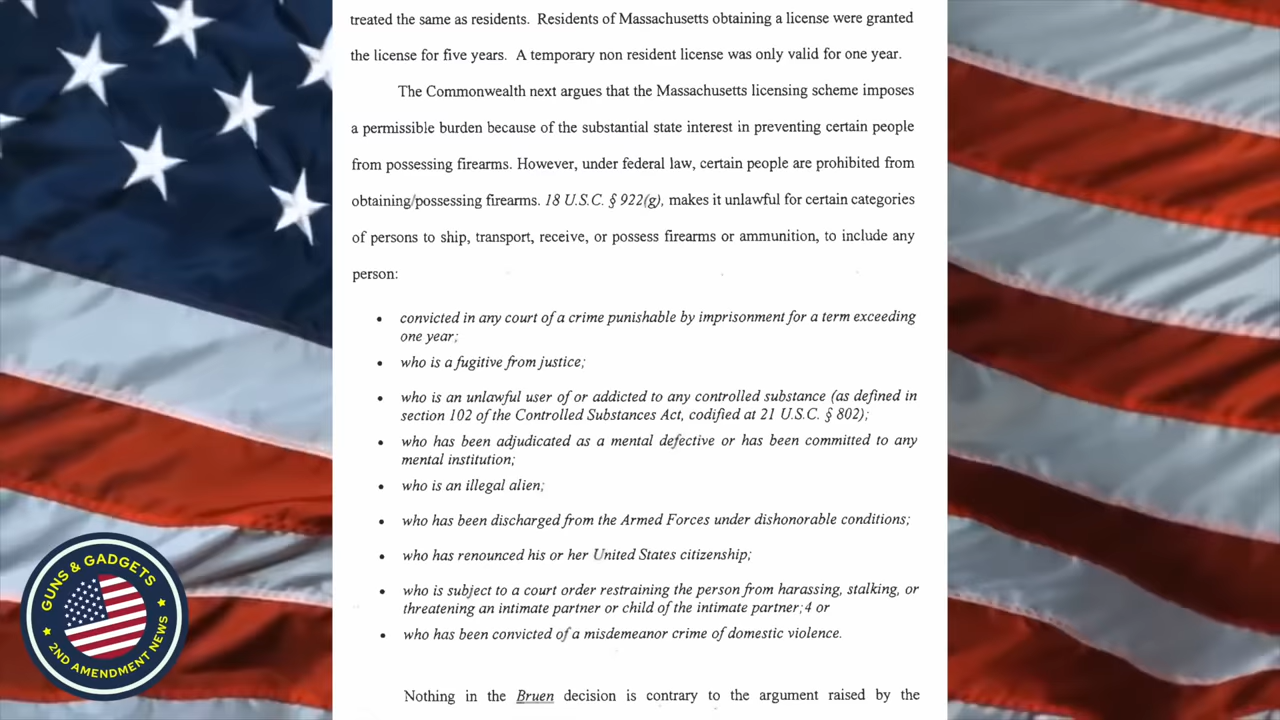 treated the same as residents. Residents of Massachusetts obtaining a license were granted
the license for five years. A temporary non resident license was only valid for one year.
The Commonwealth next argues that the Massachusetts licensing scheme imposes
a permissible burden because of the substantial state interest in preventing certain people
from possessing firearms. However, under federal law, certain people are prohibited from
obtaining/possessing firearms. 18 U.S.C. § 922(g), makes it unlawful for certain categories
of persons to ship, transport, receive, or possess firearms or ammunition, to include any
person:
• convicted in any court of a crime punishable by imprisonment for a term exceeding
one year;
• who is a fugitive from justice;
• who is an unlawful user of or addicted to any controlled substance (as defined in
section 102 of the Controlled Substances Act, codified at 21 U.S.C. § 802);
• who has been adjudicated as a mental defective or has been committed to any
mental institution;
• who is an illegal alien;
• who has been discharged from the Armed Forces under dishonorable conditions;
• who has renounced his or her United States citizenship;
• who is subject to a court order restraining the person from harassing, stalking, or
threatening an intimate partner or child of the intimate partner; 4 or
• who has been convicted of a misdemeanor crime of domestic violence.
Nothing in the Bruen decision is contrary to the argument raised by the
GUNS & GADGETS
2ND AMENDMENT NEWS